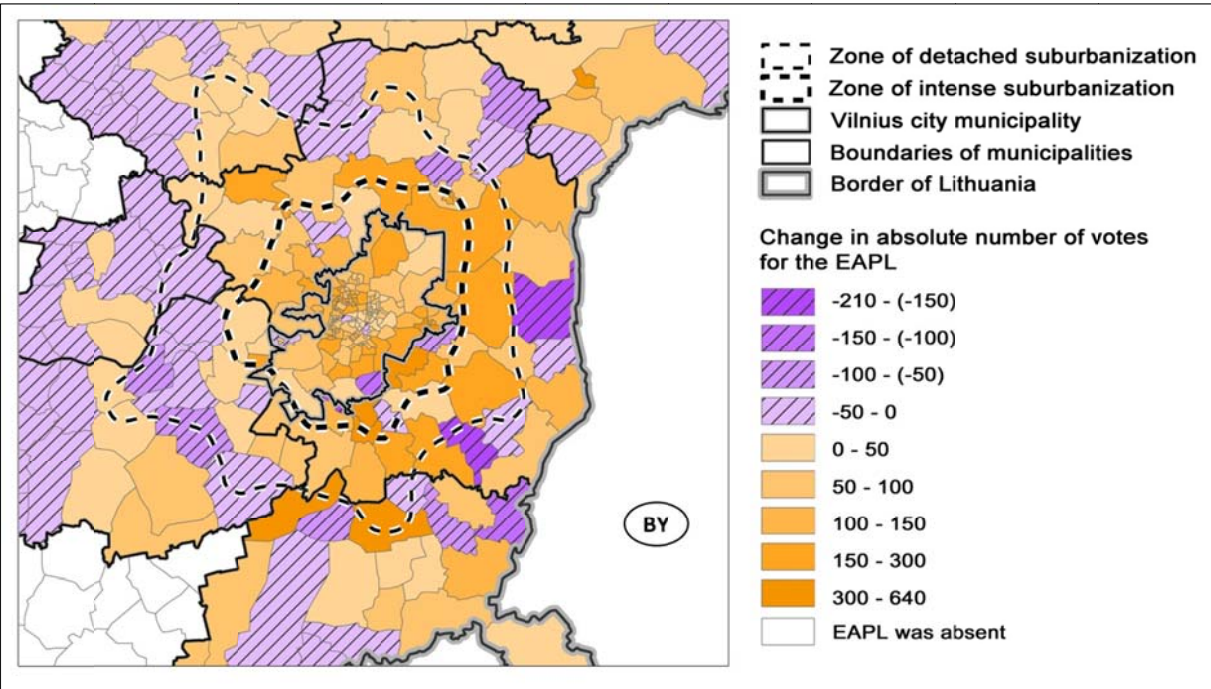 Zone of detached suburbanization
Zone of intense suburbanization
Vilnius city municipality
Boundaries of municipalities
Border of Lithuania
Change in absolute number of votes
for the EAPL
-210 - (-150)
-150 - (-100)
-100 - (-50)
-50 - 0
0 - 50
50 - 100
100 - 150
150 - 300
300 - 640
EAPL was absent
BY